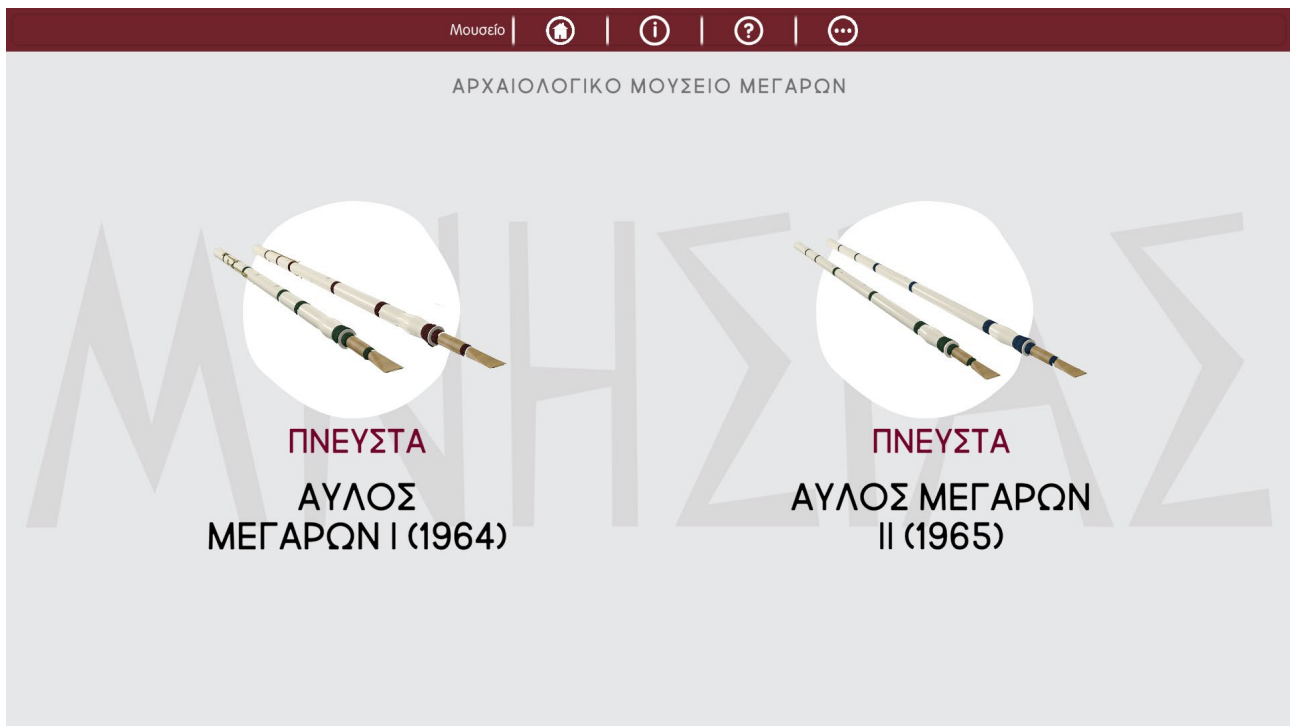 Μουσείο
ΑΡΧΑΙΟΛΟΓΙΚΟ ΜΟΥΣΕΙΟ ΜΕΓΑΡΩΝ
ΜΝΗΣΙΑΣ
ΠΝΕΥΣΤΑ
ΑΥΛΟΣ
ΜΕΓΑΡΩΝ Ι (1964)
ΠΝΕΥΣΤΑ
ΑΥΛΟΣ ΜΕΓΑΡΩΝ
ΙΙ (1965)